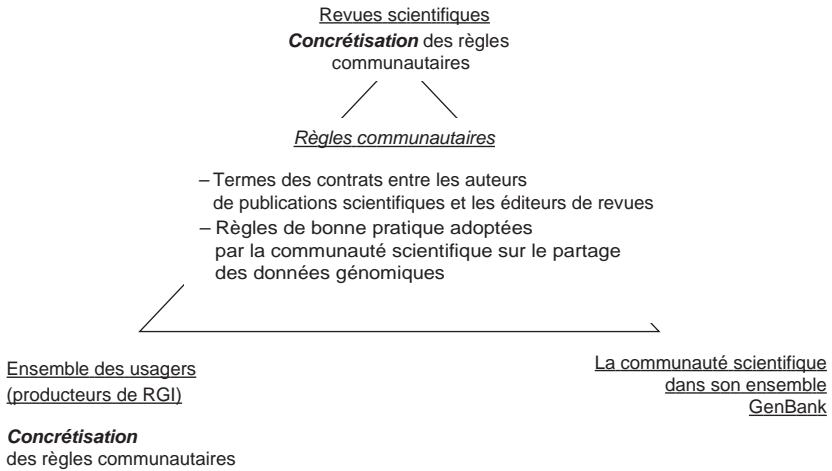 Revues scientifiques
Concrétisation des règles
communautaires
Règles communautaires
– Termes des contrats entre les auteurs
de publications scientifiques et les éditeurs de revues
– Règles de bonne pratique adoptées
par la communauté scientifique sur le partage
des données génomiques
Ensemble des usagers
(producteurs de RGI)
Concrétisation
des règles communautaires
La communauté scientifique
dans son ensemble
GenBank